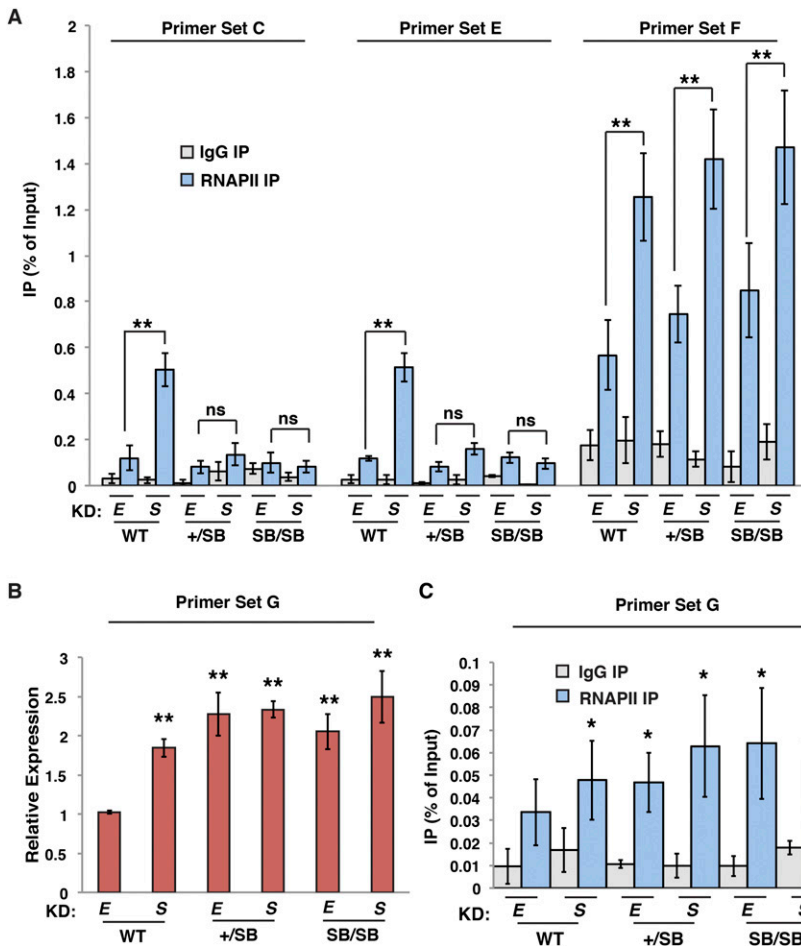 A
Primer Set C Primer Set E Primer Set F
2
1.8
1.6
1.4
1.2
1
0.8
0.6
0.4
0.2
0
IP (% of Input)
IgG IP
RNAPII IP
** ns ns ** ns ns ** ** **
KD: E S E S E S E S E S E S E S E S E S
WT +/SB SB/SB WT +/SB SB/SB WT +/SB SB/SB
B
Primer Set G
3
2.5
2
1.5
1
0.5
0
Relative Expression
** ** ** ** **
KD: E S E S E S
WT +/SB SB/SB
C
Primer Set G
0.1
0.09
0.08
0.07
0.06
0.05
0.04
0.03
0.02
0.01
0
IP (% of Input)
IgG IP
RNAPII IP
* * * *
KD: E S E S E S
WT +/SB SB/SB